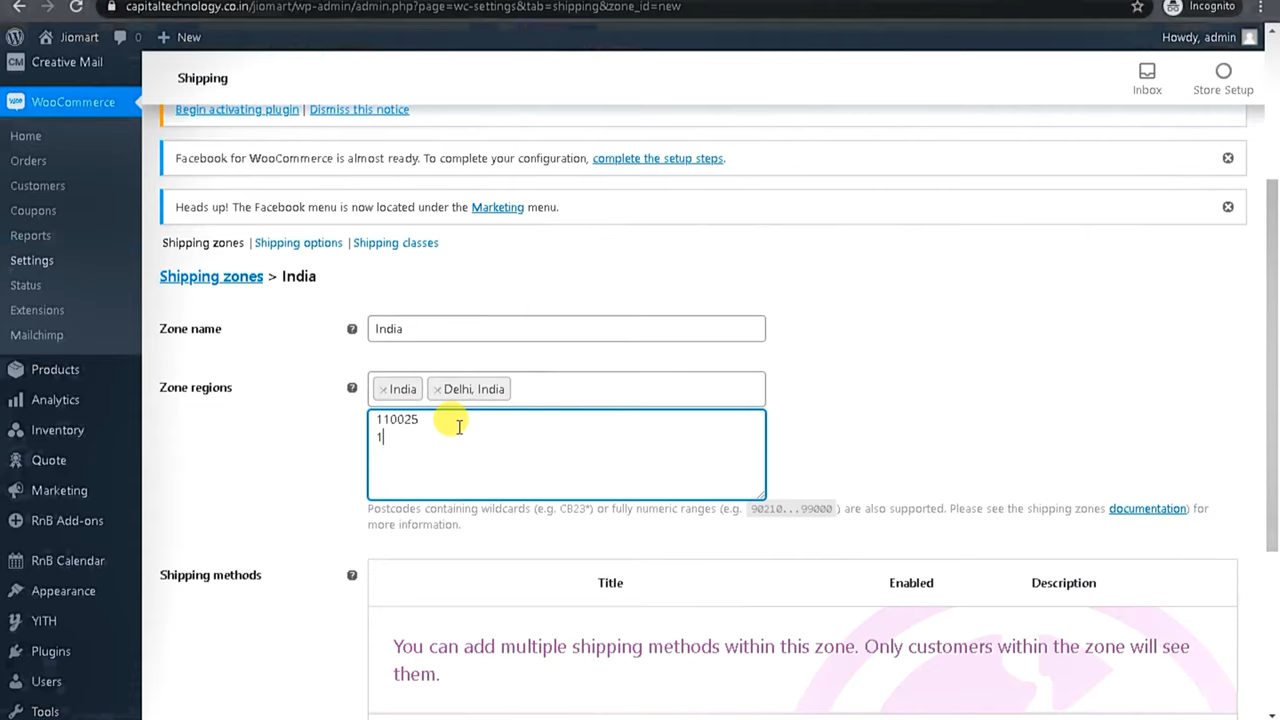 capitaltechnology.co.in/jiomart/wp-admin/admin.php?page=wc-settings&tab=shipping&zone_id=new
Incognito
Jiomart
0
New
Howdy, admin
CM
Creative Mail
Shipping
Inbox
Store Setup
WooCommerce
Begin activating plugin | Dismiss this notice
Home
Orders
Customers
Coupons
Reports
Settings
Status
Extensions
Mailchimp
Products
Analytics
Inventory
Quote
Marketing
RnB Add-ons
RnB Calendar
Appearance
YITH
Plugins
Users
Tools
Facebook for WooCommerce is almost ready. To complete your configuration, complete the setup steps.
Heads up! The Facebook menu is now located under the Marketing menu.
Shipping zones | Shipping options | Shipping classes
Shipping zones > India
Zone name
India
Zone regions
× India
× Delhi, India
110025
1
Postcodes containing wildcards (e.g. CB23*) or fully numeric ranges (e.g. 90210...99000 ) are also supported. Please see the shipping zones documentation) for
more information.
Shipping methods
Title
Enabled
Description
You can add multiple shipping methods within this zone. Only customers within the zone will see
them.